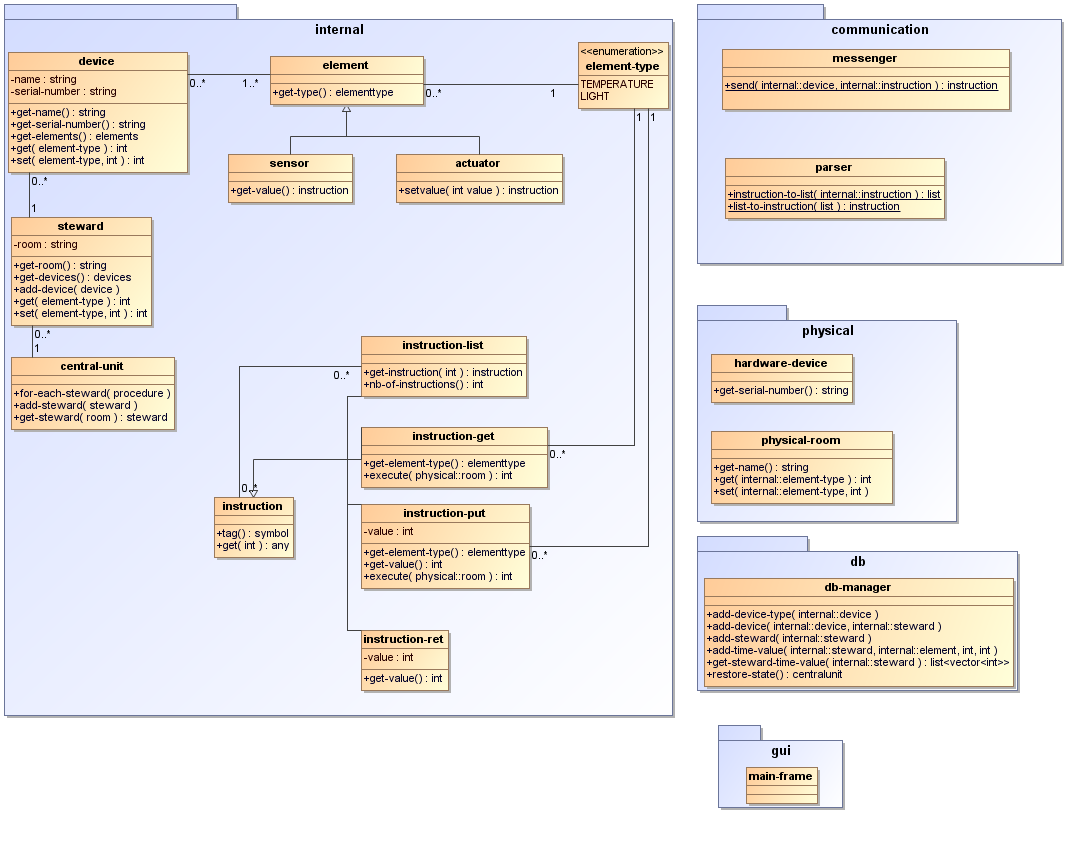 internal
device
-name : string
-serial-number : string
+get-name() : string
+get-serial-number() : string
+get-elements() : elements
+get( element-type ) : int
+set( element-type, int ) : int
0..*
1..*
element
+get-type() : elementtype
0..*
1
<<enumeration>>
element-type
TEMPERATURE
LIGHT
1
1
sensor
+get-value() : instruction
actuator
+setvalue( int value ) : instruction
0..*
1
steward
-room : string
+get-room() : string
+get-devices() : devices
+add-device( device )
+get( element-type ) : int
+set( element-type, int ) : int
0..*
1
central-unit
+for-each-steward( procedure )
+add-steward( steward )
+get-steward( room ) : steward
instruction-list
+get-instruction( int ) : instruction
+nb-of-instructions() : int
0..*
instruction-get
+get-element-type() : elementtype
+execute( physical::room ) : int
0..*
0..*
instruction
+tag() : symbol
+get( int ) : any
instruction-put
-value : int
+get-element-type() : elementtype
+get-value() : int
+execute( physical::room ) : int
0..*
instruction-ret
-value : int
+get-value() : int
communication
messenger
+send( internal::device, internal::instruction ) : instruction
parser
+instruction-to-list( internal::instruction ) : list
+list-to-instruction( list ) : instruction
physical
hardware-device
+get-serial-number() : string
physical-room
+get-name() : string
+get( internal::element-type ) : int
+set( internal::element-type, int )
db
db-manager
+add-device-type( internal::device )
+add-device( internal::device, internal::steward )
+add-steward( internal::steward )
+add-time-value( internal::steward, internal::element, int, int )
+get-steward-time-value( internal::steward ) : list<vector<int>>
+restore-state() : centralunit
gui
main-frame